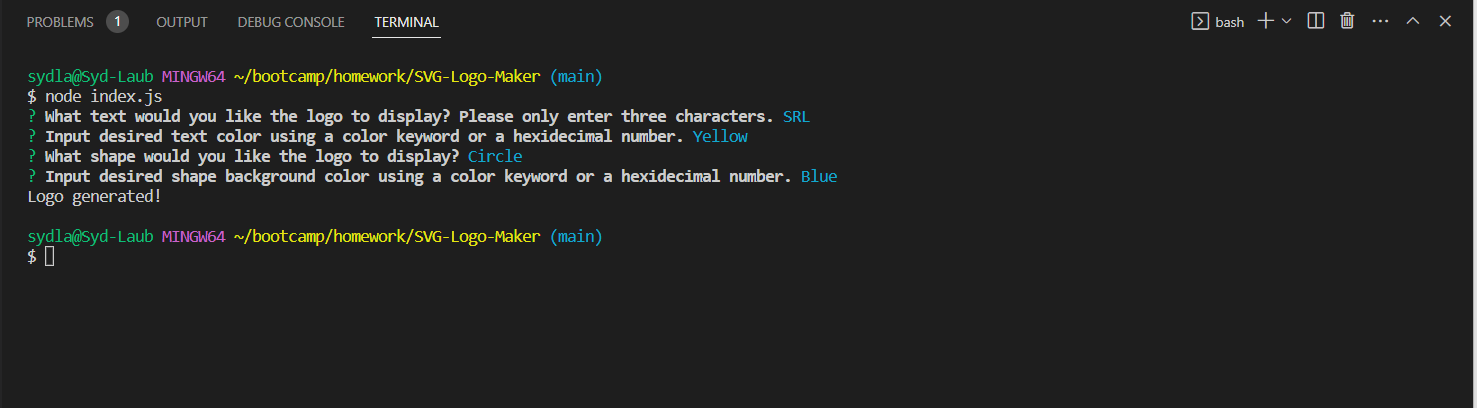 PROBLEMS 1 OUTPUT DEBUG CONSOLE TERMINAL bash
sydla@Syd-Laub MINGW64 ~/bootcamp/homework/SVG-Logo-Maker (main)
$ node index.js
? What text would you like the logo to display? Please only enter three characters. SRL
? Input desired text color using a color keyword or a hexidecimal number. Yellow
? What shape would you like the logo to display? Circle
? Input desired shape background color using a color keyword or a hexidecimal number. Blue
Logo generated!
sydla@Syd-Laub MINGW64 ~/bootcamp/homework/SVG-Logo-Maker (main)
$